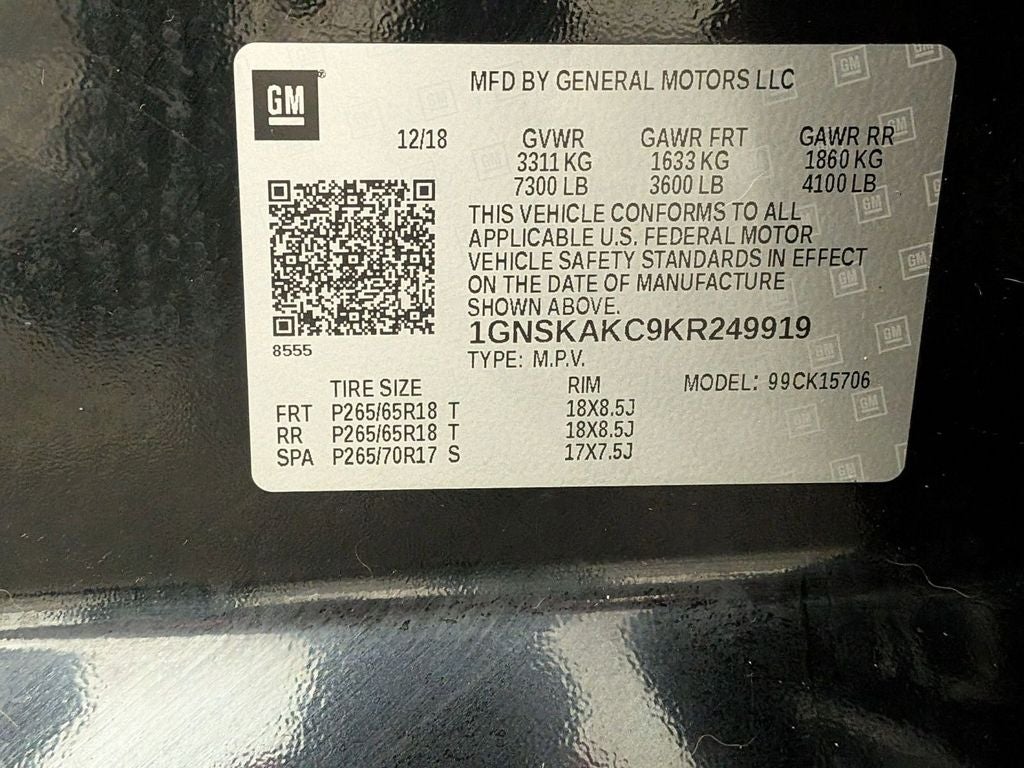 GM
MFD BY GENERAL MOTORS LLC
12/18 GVWR GAWR FRT GAWR RR
3311 KG 1633 KG 1860 KG
7300 LB 3600 LB 4100 LB
THIS VEHICLE CONFORMS TO ALL
APPLICABLE U.S. FEDERAL MOTOR
VEHICLE SAFETY STANDARDS IN EFFECT
ON THE DATE OF MANUFACTURE
SHOWN ABOVE.
1GNSKAKC9KR249919
8555
TYPE: M.P.V.
TIRE SIZE RIM MODEL: 99CK15706
FRT P265/65R18 T 18X8.5J
RR P265/65R18 T 18X8.5J
SPA P265/70R17 S 17X7.5J